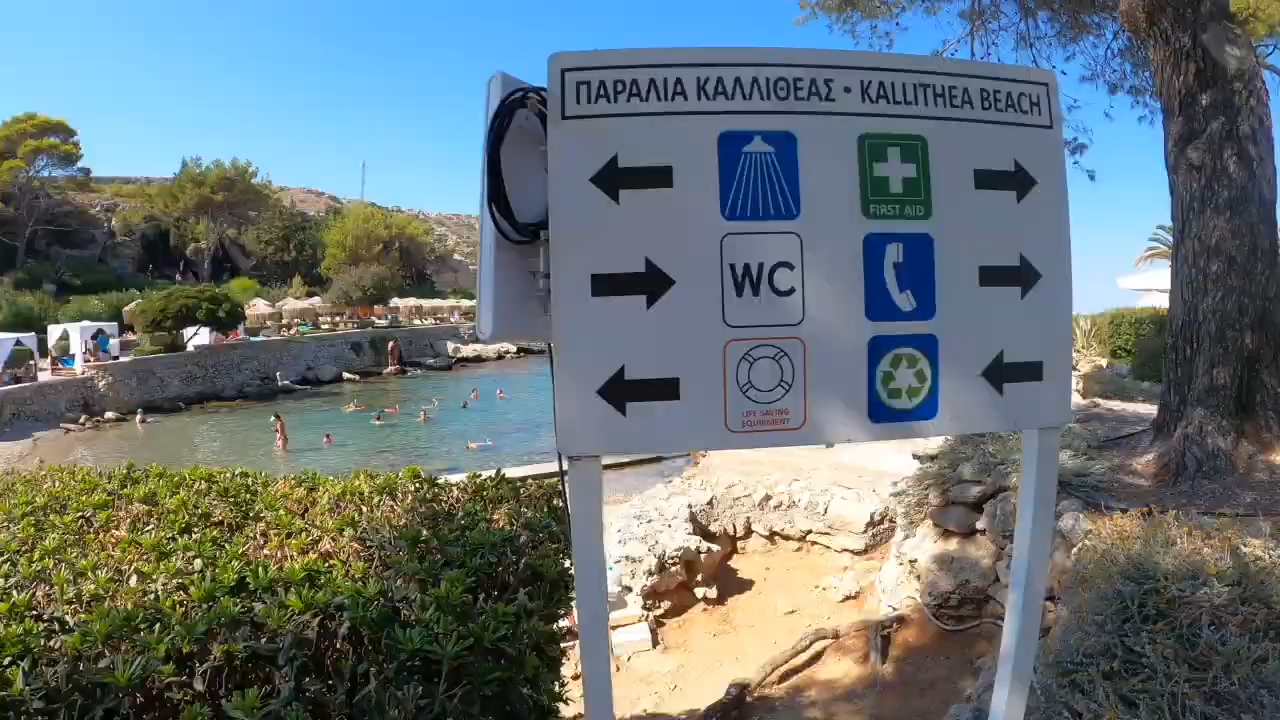 ΠΑΡΑΛΙΑ ΚΑΛΛΙΘΕΑΣ • KALLITHEA BEACH
FIRST AID
WC
LIFE SAVING
EQUIPMENT